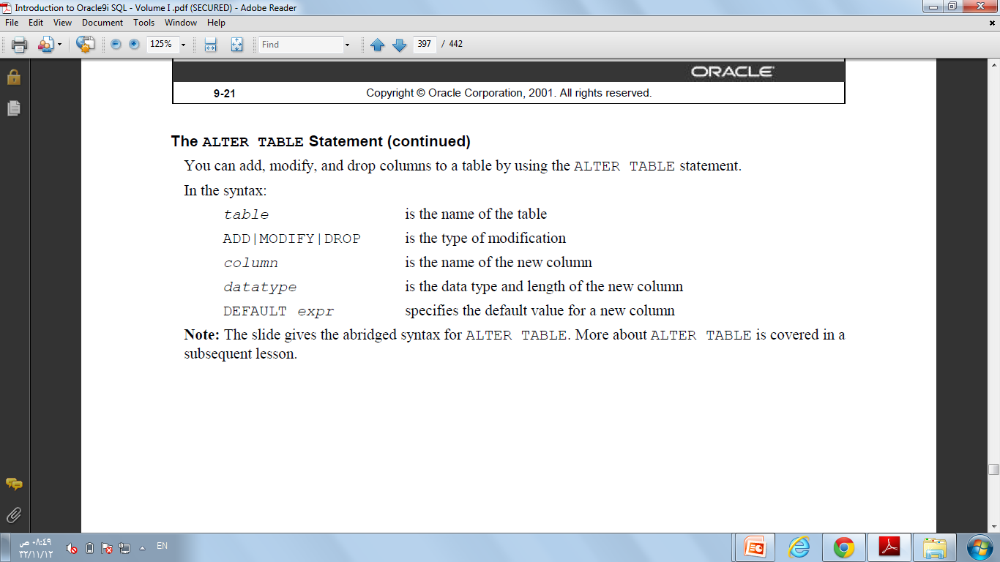 Introduction to Oracle9i SQL - Volume I .pdf (SECURED) - Adobe Reader
File Edit View Document Tools Window Help
125% Find 397 / 442
ORACLE
9-21 Copyright © Oracle Corporation, 2001. All rights reserved.
The ALTER TABLE Statement (continued)
You can add, modify, and drop columns to a table by using the ALTER TABLE statement.
In the syntax:
table is the name of the table
ADD|MODIFY|DROP is the type of modification
column is the name of the new column
datatype is the data type and length of the new column
DEFAULT expr specifies the default value for a new column
Note: The slide gives the abridged syntax for ALTER TABLE. More about ALTER TABLE is covered in a
subsequent lesson.
٠٨:٤٩ ص
EN
٣٢/١١/١٢